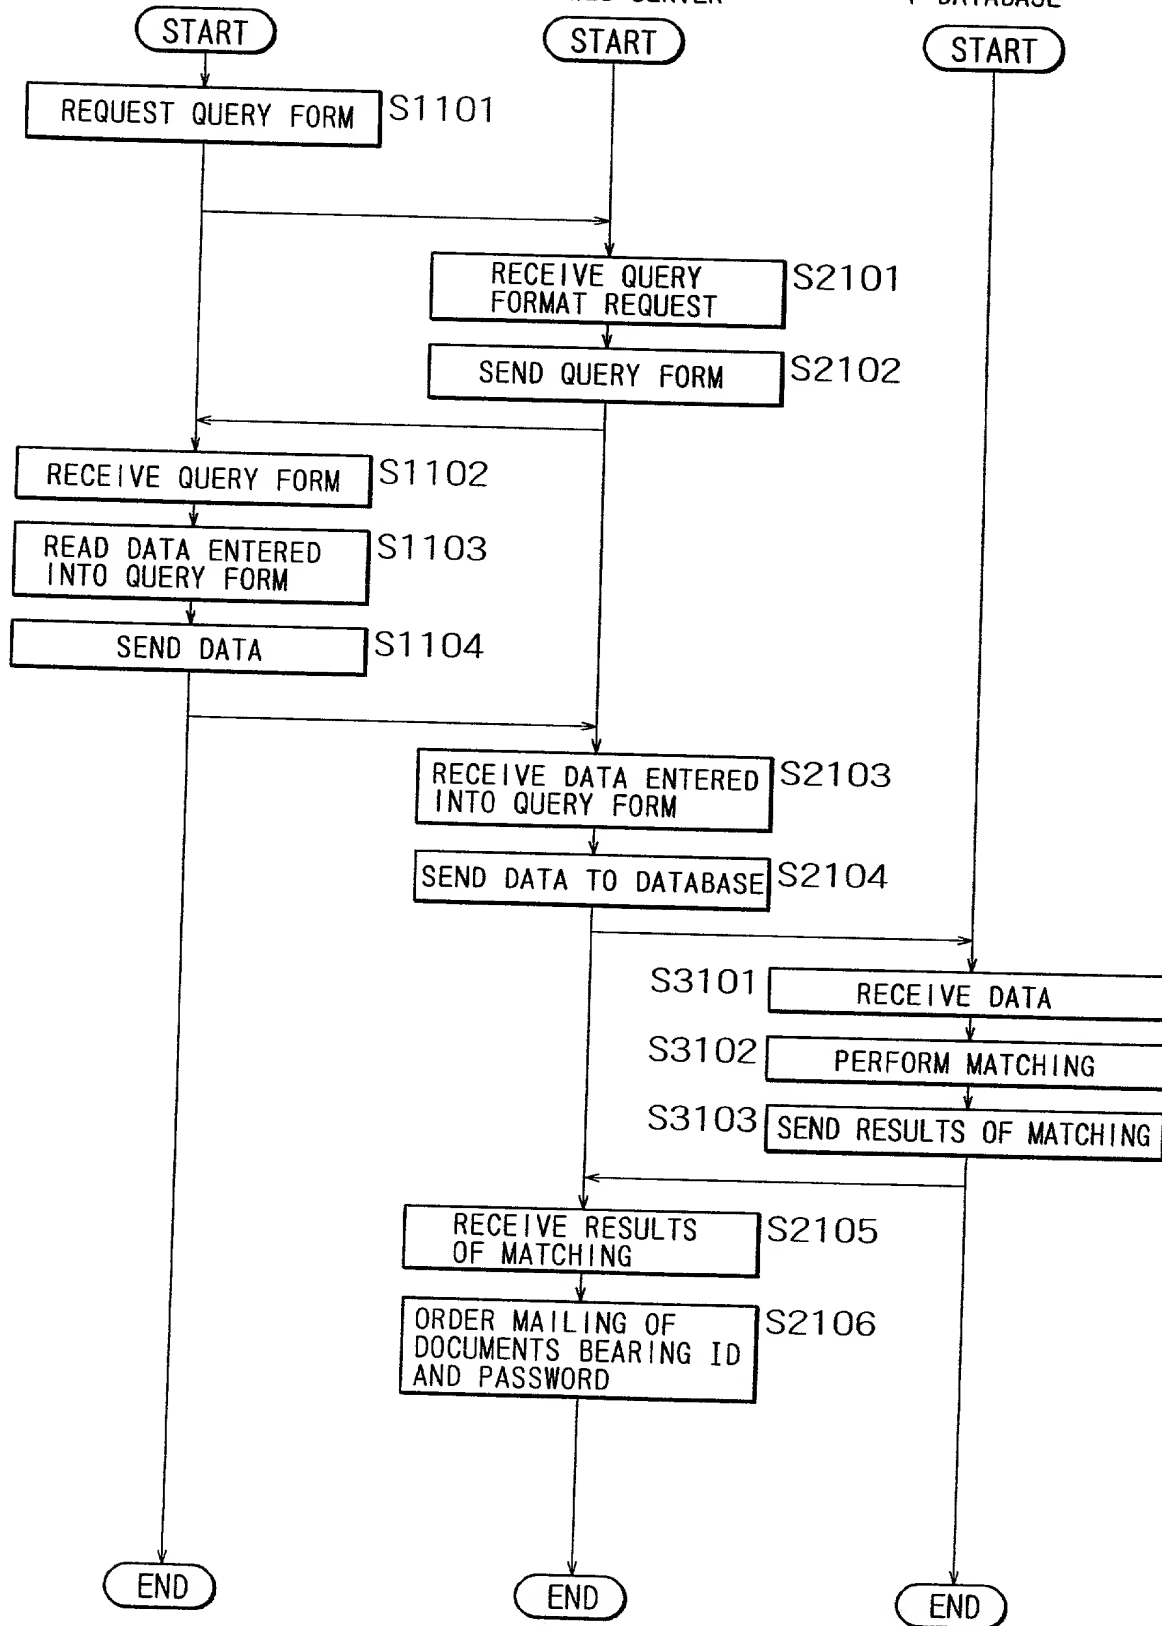 SERVER
DATABASE
START
START
START
REQUEST QUERY FORM
S1101
RECEIVE QUERY
FORMAT REQUEST
S2101
SEND QUERY FORM
S2102
RECEIVE QUERY FORM
S1102
READ DATA ENTERED
INTO QUERY FORM
S1103
SEND DATA
S1104
RECEIVE DATA ENTERED
INTO QUERY FORM
S2103
SEND DATA TO DATABASE
S2104
S3101
RECEIVE DATA
S3102
PERFORM MATCHING
S3103
SEND RESULTS OF MATCHING
RECEIVE RESULTS
OF MATCHING
S2105
ORDER MAILING OF
DOCUMENTS BEARING ID
AND PASSWORD
S2106
END
END
END